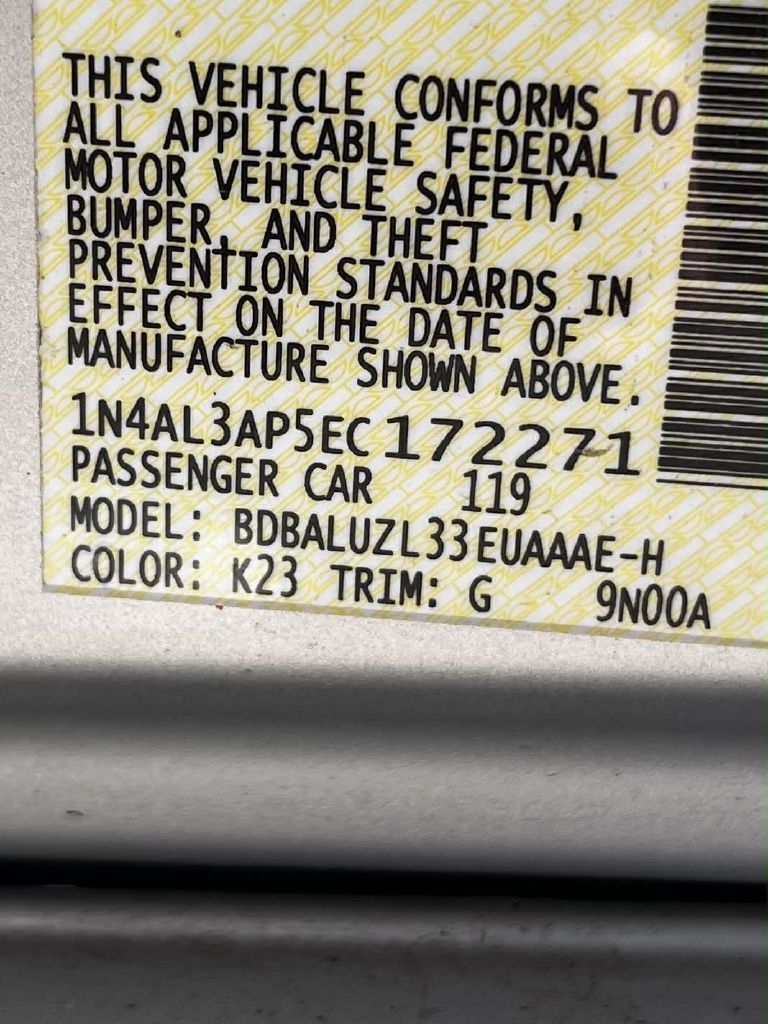 THIS VEHICLE CONFORMS TO
ALL APPLICABLE FEDERAL
MOTOR VEHICLE SAFETY,
BUMPER, AND THEFT
PREVENTION STANDARDS IN
EFFECT ON THE DATE OF
MANUFACTURE SHOWN ABOVE.
1N4AL3AP5EC172271
PASSENGER CAR 119
MODEL: BDBALUZL33EUAAAE-H
COLOR: K23 TRIM: G 9N00A